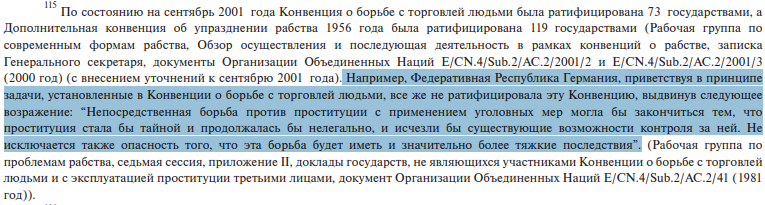 115 По состоянию на сентябрь 2001 года Конвенция о борьбе с торговлей людьми была ратифицирована 73 государствами, а
Дополнительная конвенция об упразднении рабства 1956 года была ратифицирована 119 государствами (Рабочая группа по
современным формам рабства, Обзор осуществления и последующая деятельность в рамках конвенций о рабстве, записка
Генерального секретаря, документы Организации Объединенных Наций E/CN.4/Sub.2/AC.2/2001/2 и E/CN.4/Sub.2/AC.2/2001/3
(2000 год) (с внесением уточнений к сентябрю 2001 года). Например, Федеративная Республика Германия, приветствуя в принципе
задачи, установленные в Конвенции о борьбе с торговлей людьми, все же не ратифицировала эту Конвенцию, выдвинув следующее
возражение: “Непосредственная борьба против проституции с применением уголовных мер могла бы закончиться тем, что
проституция стала бы тайной и продолжалась бы нелегально, и исчезли бы существующие возможности контроля за ней. Не
исключается также опасность того, что эта борьба будет иметь и значительно более тяжкие последствия”. (Рабочая группа по
проблемам рабства, седьмая сессия, приложение II, доклады государств, не являющихся участниками Конвенции о борьбе с торговлей
людьми и с эксплуатацией проституции третьими лицами, документ Организации Объединенных Наций E/CN.4/Sub.2/AC.2/41 (1981
год)).